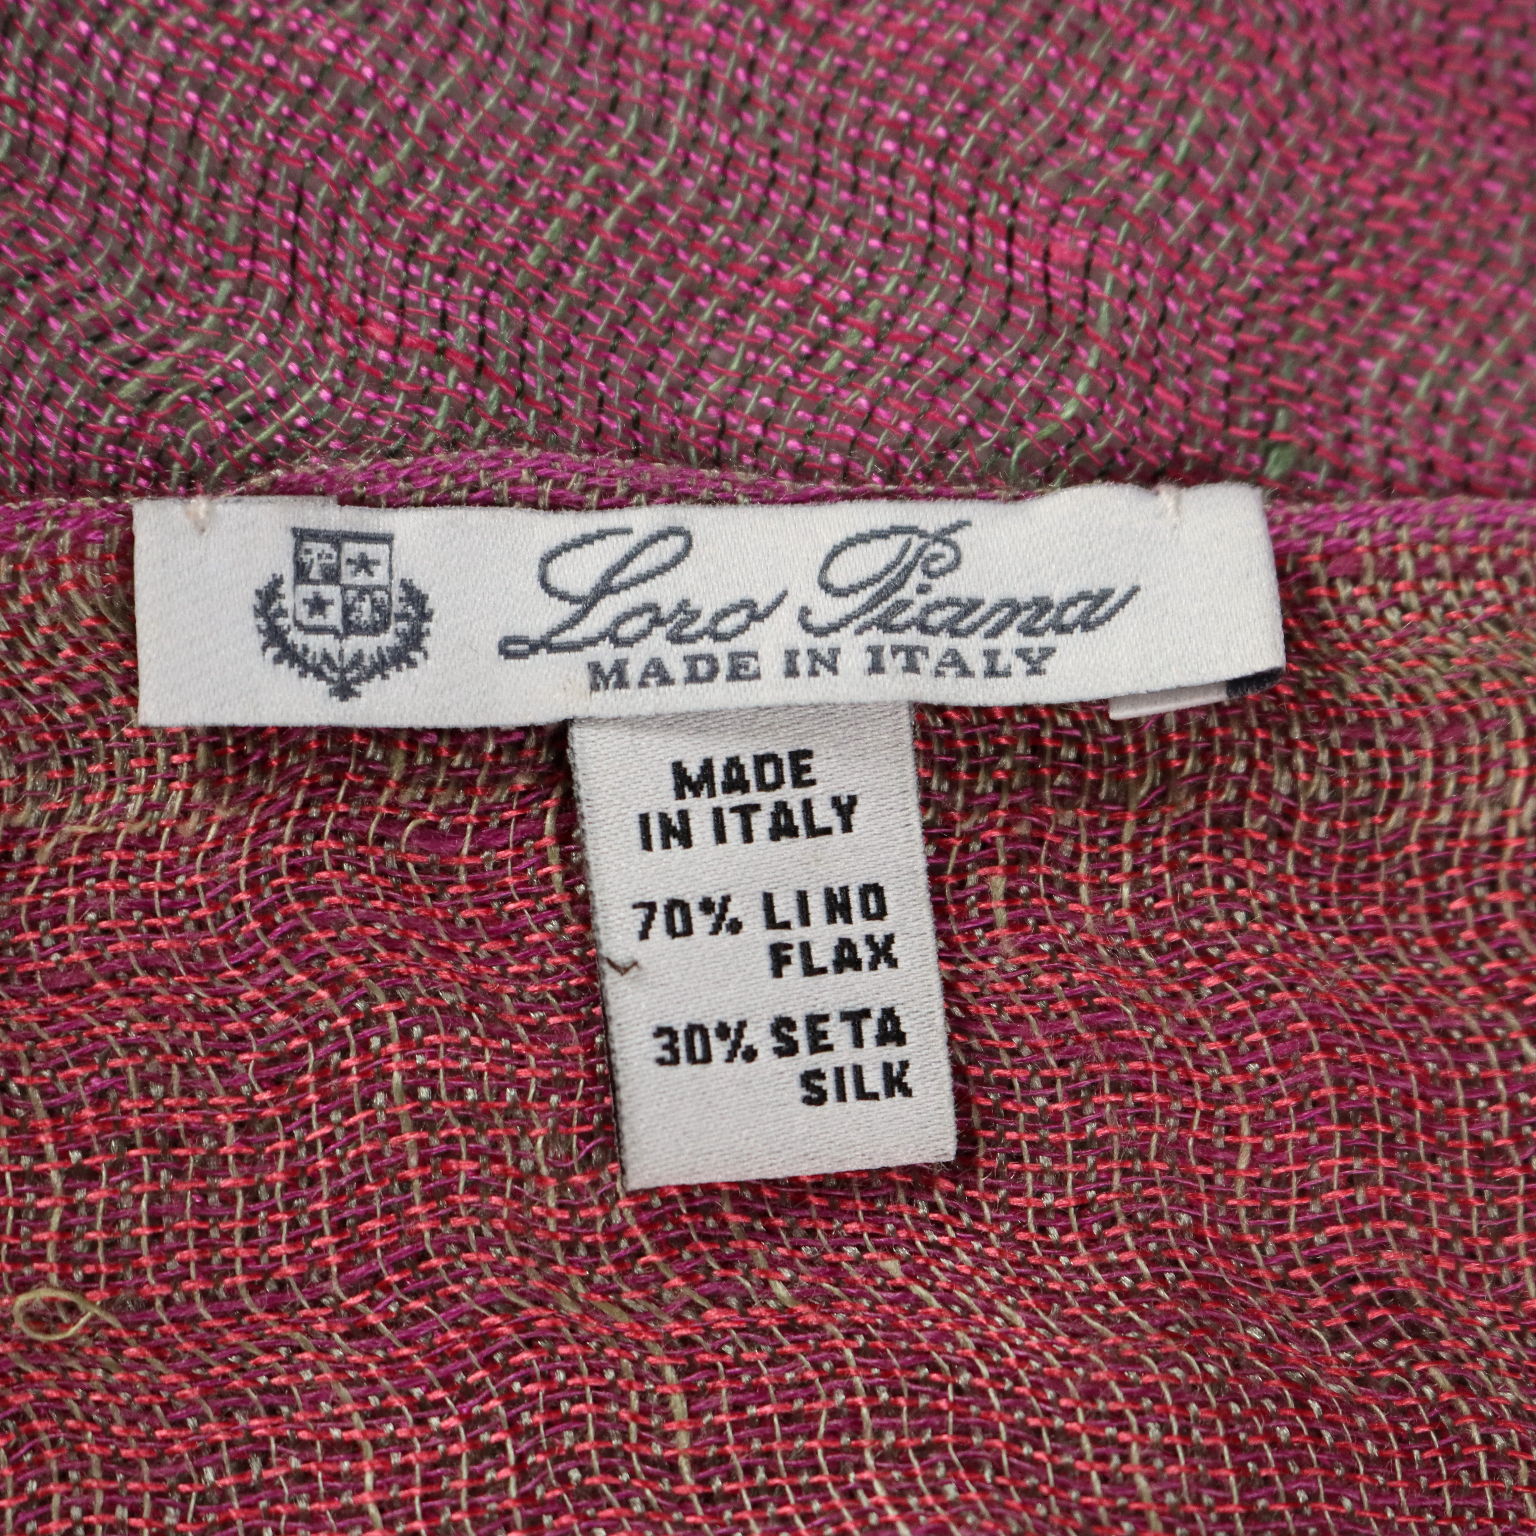 Loro Piana
MADE IN ITALY
MADE
IN ITALY
70% LINO
FLAX
30% SETA
SILK